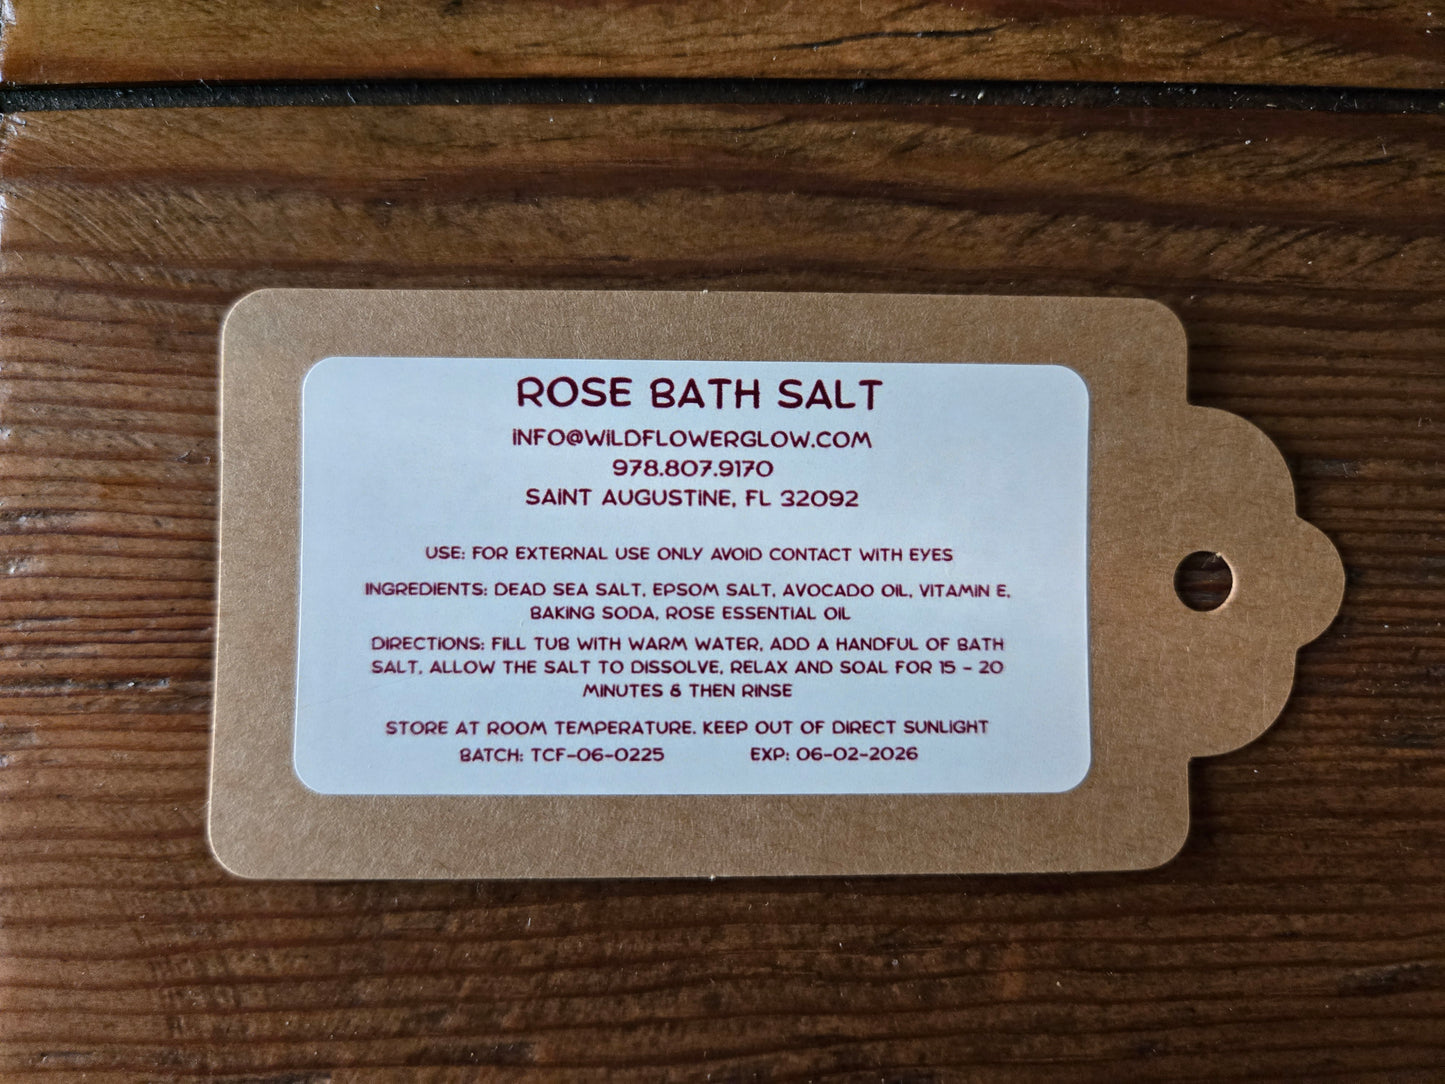 ROSE BATH SALT
INFO@WILDFLOWERGLOW.COM
978.807.9170
SAINT AUGUSTINE, FL 32092
USE: FOR EXTERNAL USE ONLY AVOID CONTACT WITH EYES
INGREDIENTS: DEAD SEA SALT, EPSOM SALT, AVOCADO OIL, VITAMIN E,
BAKING SODA, ROSE ESSENTIAL OIL
DIRECTIONS: FILL TUB WITH WARM WATER, ADD A HANDFUL OF BATH
SALT, ALLOW THE SALT TO DISSOLVE, RELAX AND SOAL FOR 15 - 20
MINUTES & THEN RINSE
STORE AT ROOM TEMPERATURE. KEEP OUT OF DIRECT SUNLIGHT
BATCH: TCF-06-0225 EXP: 06-02-2026